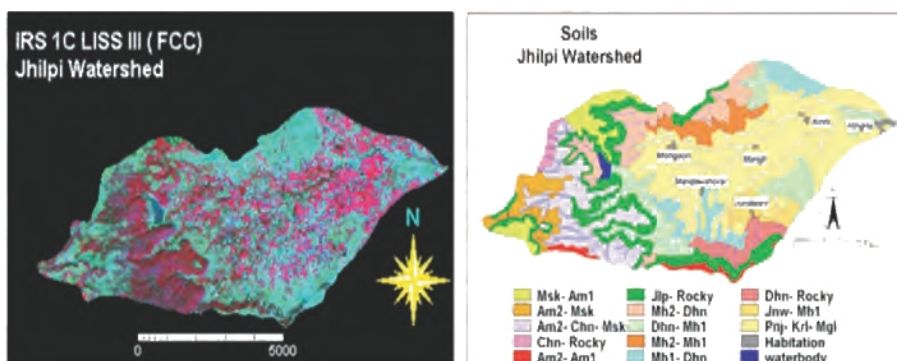 IRS 1C LISS III ( FCC)
Jhilpi Watershed
N
0 5000
Soils
Jhilpi Watershed
Mangaon
Mangli
Msk- Am1
Am2- Msk
Am2- Chn- Msk
Chn- Rocky
Am2- Am1
Jlp- Rocky
Mh2- Dhn
Dhn- Mh1
Mh2- Mh1
Mh1- Dhn
Dhn- Rocky
Jnw- Mh1
Pnj- Krl- Mgl
Habitation
waterbody